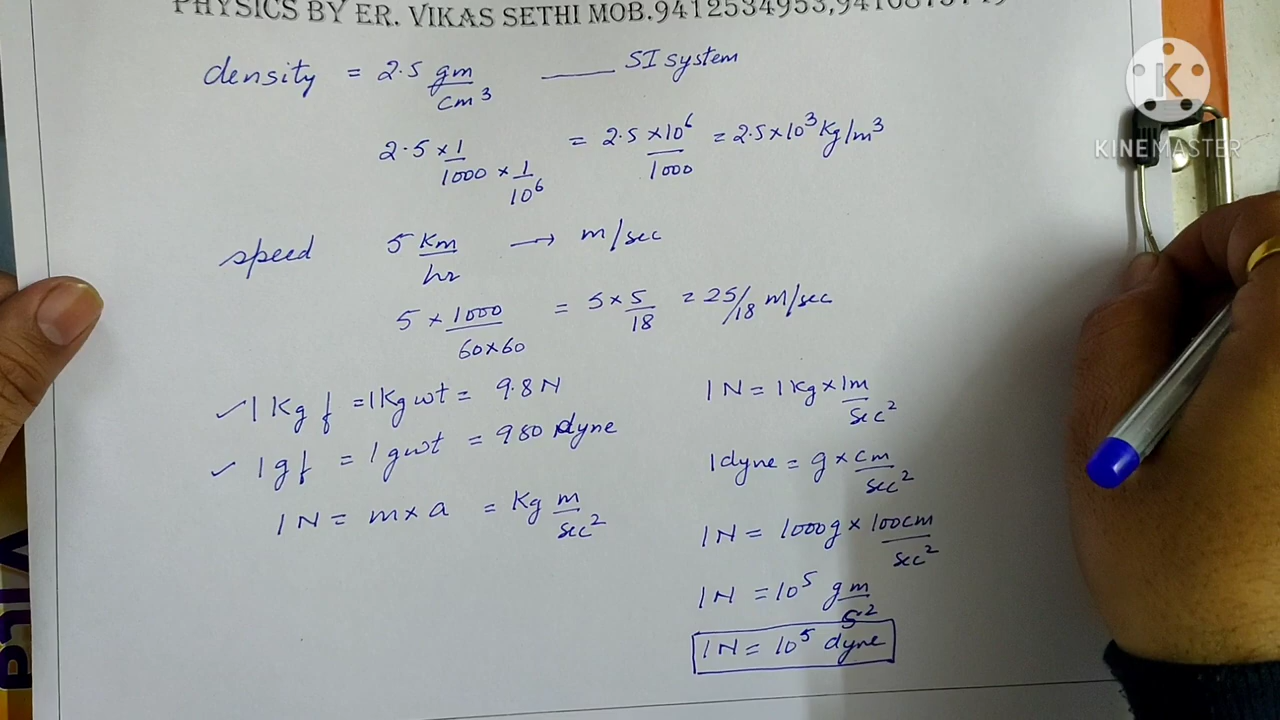 PHYSICS BY ER. VIKAS SETHI MOB.9412534953,
density = 2.5 gm/cm³ —— SI system
2.5 × 1/1000 × 1/10⁶ = 2.5 × 10⁶/1000 = 2.5 × 10³ Kg/m³
speed 5 Km/hr → m/sec
5 × 1000/60×60 = 5 × 5/18 = 25/18 m/sec
✓ 1 Kg f = 1 Kg wt = 9.8 N
✓ 1 g f = 1 g wt = 980 dyne
1 N = m × a = Kg m/sec²
1 N = 1 Kg × 1m/sec²
1 dyne = g × cm/sec²
1 N = 1000g × 100cm/sec²
1 N = 10⁵ gm/s²
1 N = 10⁵ dyne
K
KINEMASTER